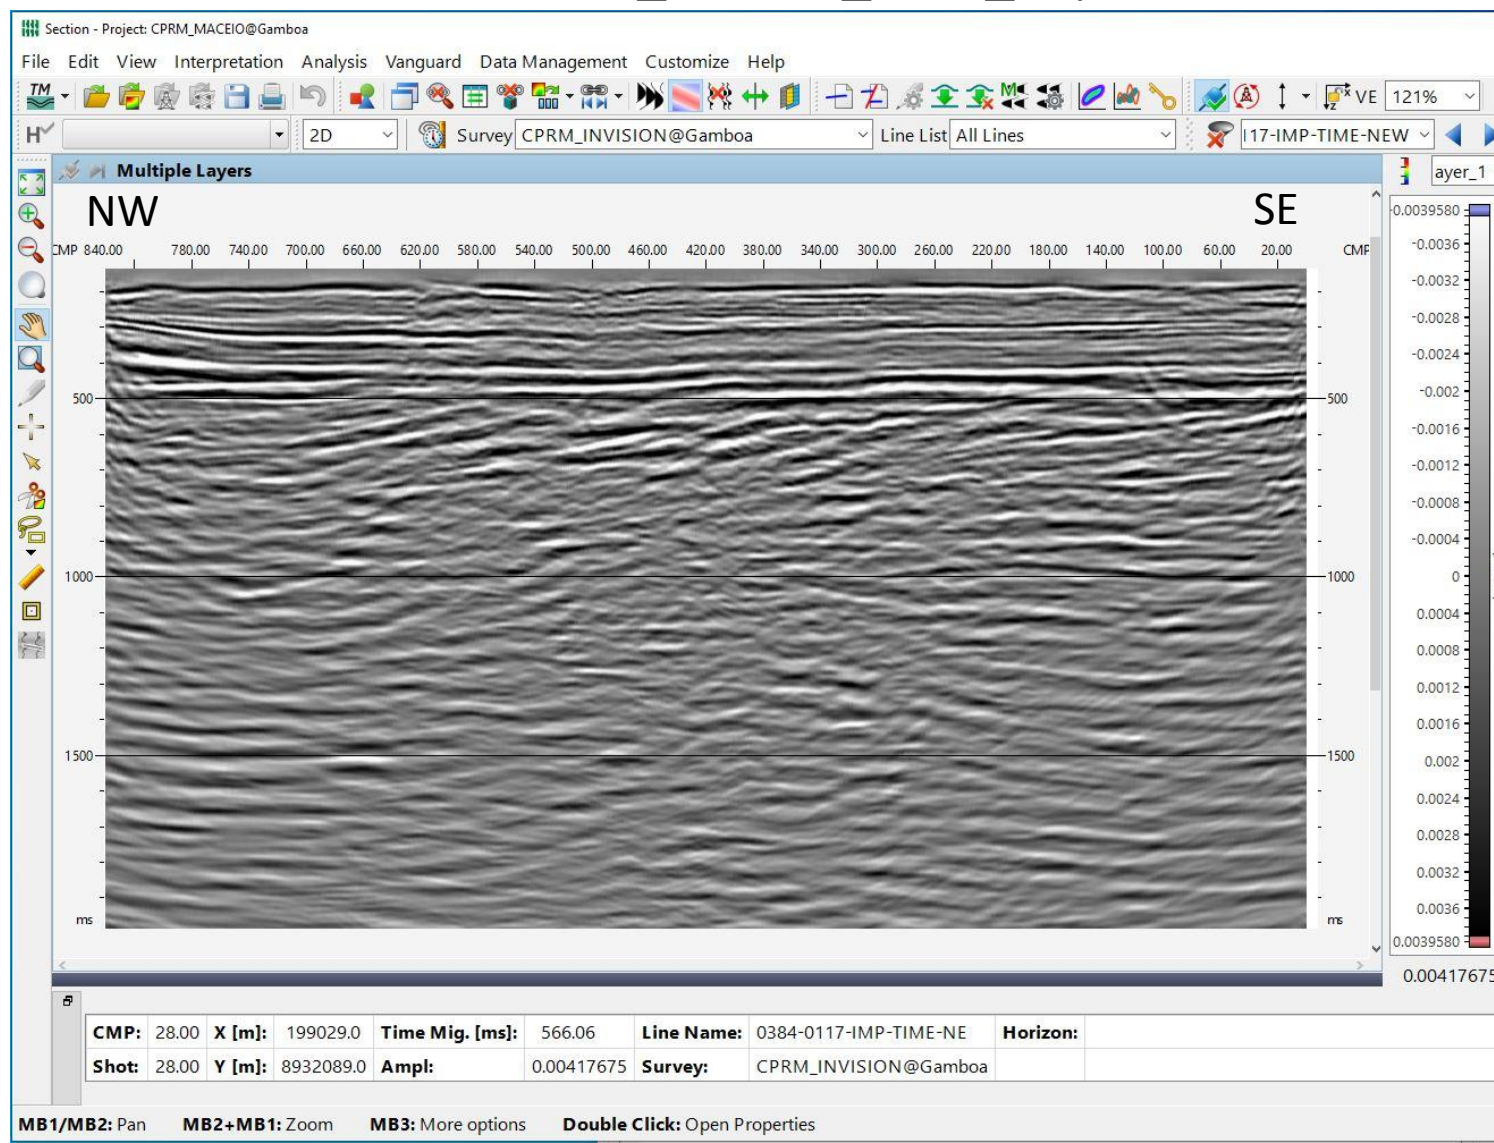 Section - Project: CPRM_MACEIO@Gamboa
File Edit View Interpretation Analysis Vanguard Data Management Customize Help
TM VE 121%
H 2D Survey CPRM_INVISION@Gamboa Line List All Lines I17-IMP-TIME-NEW
Multiple Layers ayer_1
NW SE
CMP 840.00 780.00 740.00 700.00 660.00 620.00 580.00 540.00 500.00 460.00 420.00 380.00 340.00 300.00 260.00 220.00 180.00 140.00 100.00 60.00 20.00 CMP
-0.0039580
-0.0036
-0.0032
-0.0028
-0.0024
500 500
-0.002
-0.0016
-0.0012
-0.0008
-0.0004
1000 1000
0
0.0004
0.0008
0.0012
0.0016
1500 1500
0.002
0.0024
0.0028
0.0032
0.0036
ms ms
0.0039580
0.00417675
CMP: 28.00 X [m]: 199029.0 Time Mig. [ms]: 566.06 Line Name: 0384-0117-IMP-TIME-NE Horizon:
Shot: 28.00 Y [m]: 8932089.0 Ampl: 0.00417675 Survey: CPRM_INVISION@Gamboa
MB1/MB2: Pan MB2+MB1: Zoom MB3: More options Double Click: Open Properties